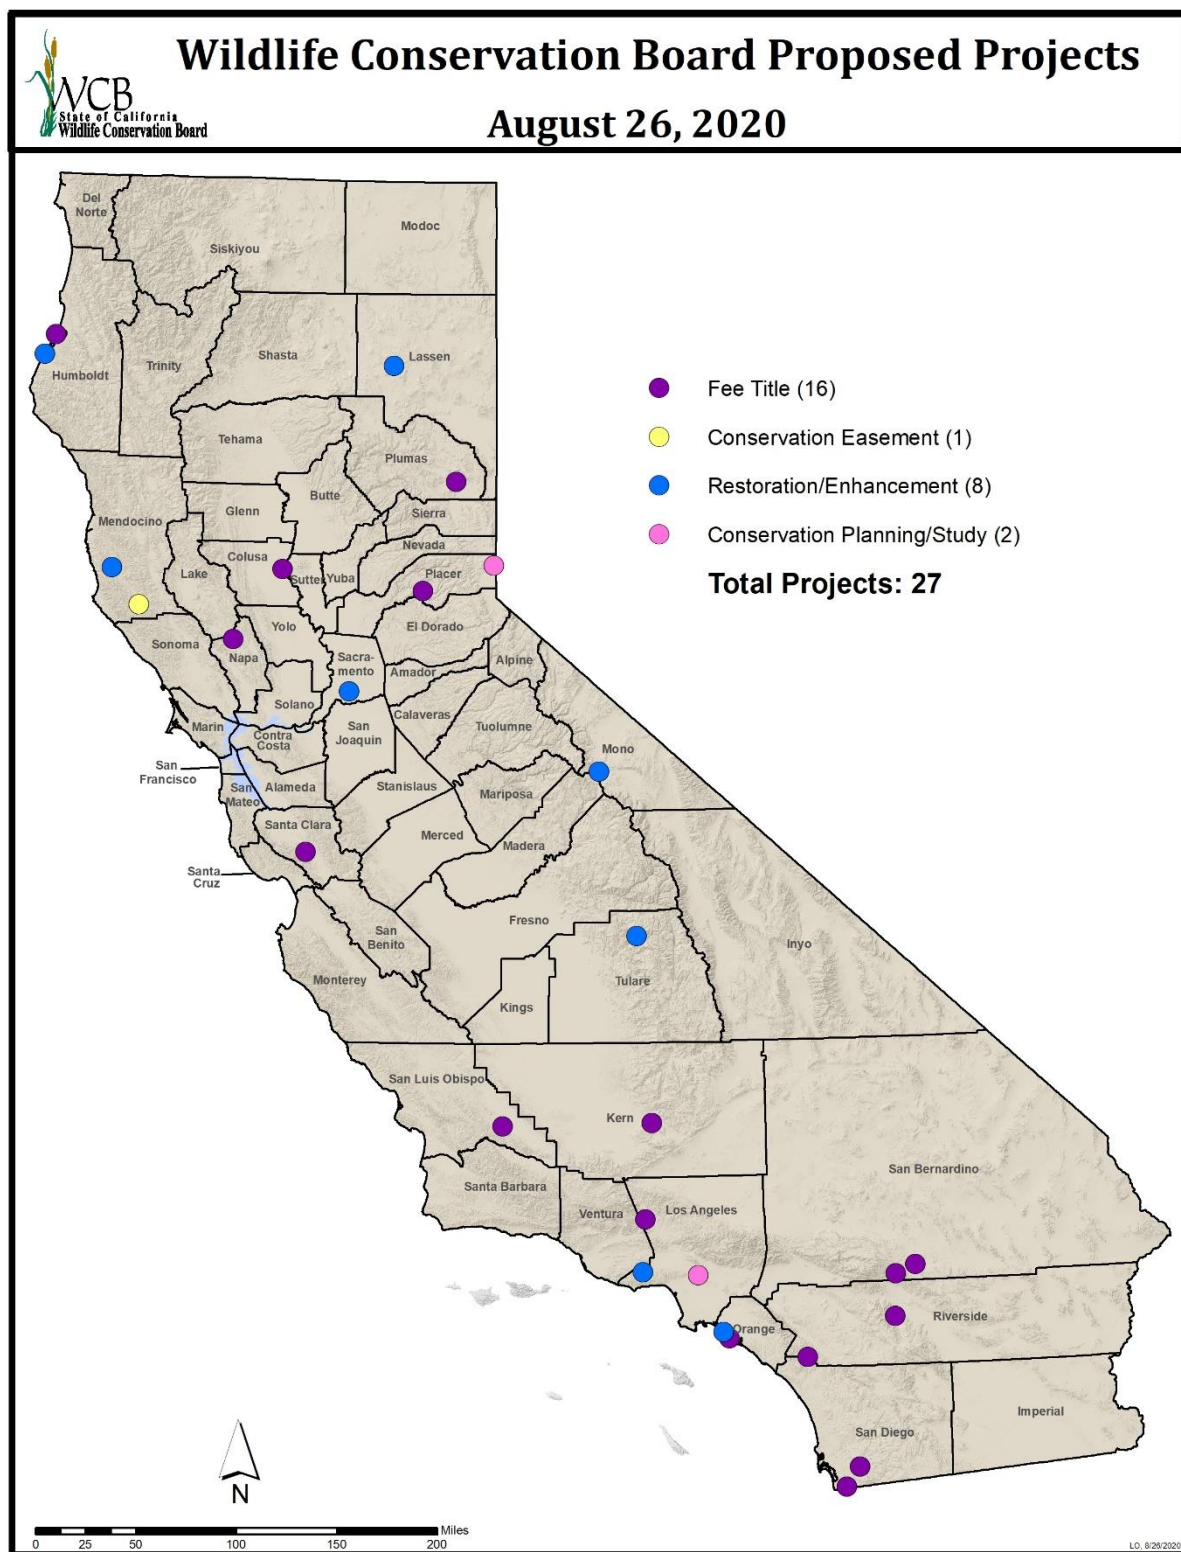 Wildlife Conservation Board Proposed Projects
August 26, 2020
WCB
State of California
Wildlife Conservation Board
Del
Norte
Siskiyou
Modoc
Humboldt
Trinity
Shasta
Lassen
Fee Title (16)
Conservation Easement (1)
Restoration/Enhancement (8)
Conservation Planning/Study (2)
Total Projects: 27
Tehama
Plumas
Butte
Glenn
Sierra
Mendocino
Nevada
Colusa
Lake
Sutter
Yuba
Placer
Yolo
El Dorado
Sonoma
Napa
Sacra-
mento
Alpine
Amador
Solano
Marin
Calaveras
Contra
Costa
San
Joaquin
Tuolumne
Mono
San
Francisco
San
Mateo
Alameda
Stanislaus
Mariposa
Santa Clara
Merced
Madera
Santa
Cruz
Fresno
San
Benito
Inyo
Monterey
Tulare
Kings
San Luis Obispo
Kern
San Bernardino
Santa Barbara
Ventura
Los Angeles
Orange
Riverside
San Diego
Imperial
N
Miles
0 25 50 100 150 200
LO, 8/26/2020